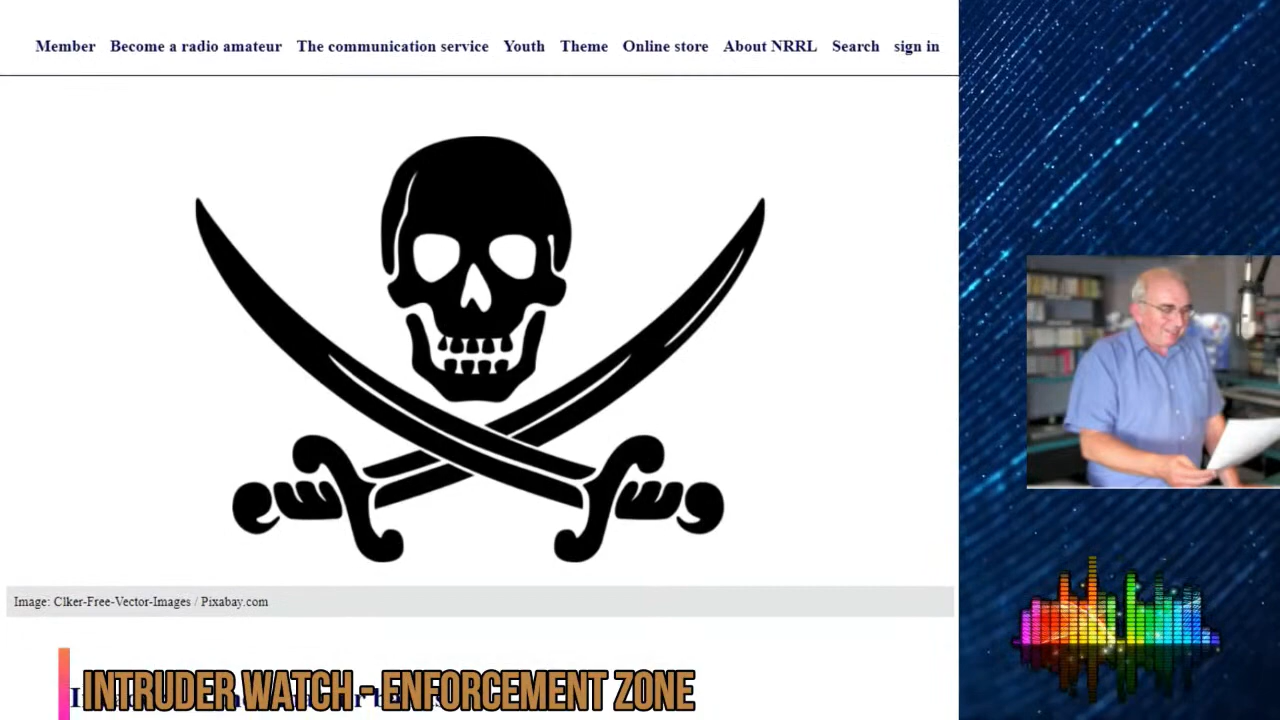 Member Become a radio amateur The communication service Youth Theme Online store About NRRL Search sign in
Image: Clker-Free-Vector-Images / Pixabay.com
INTRUDER WATCH - ENFORCEMENT ZONE